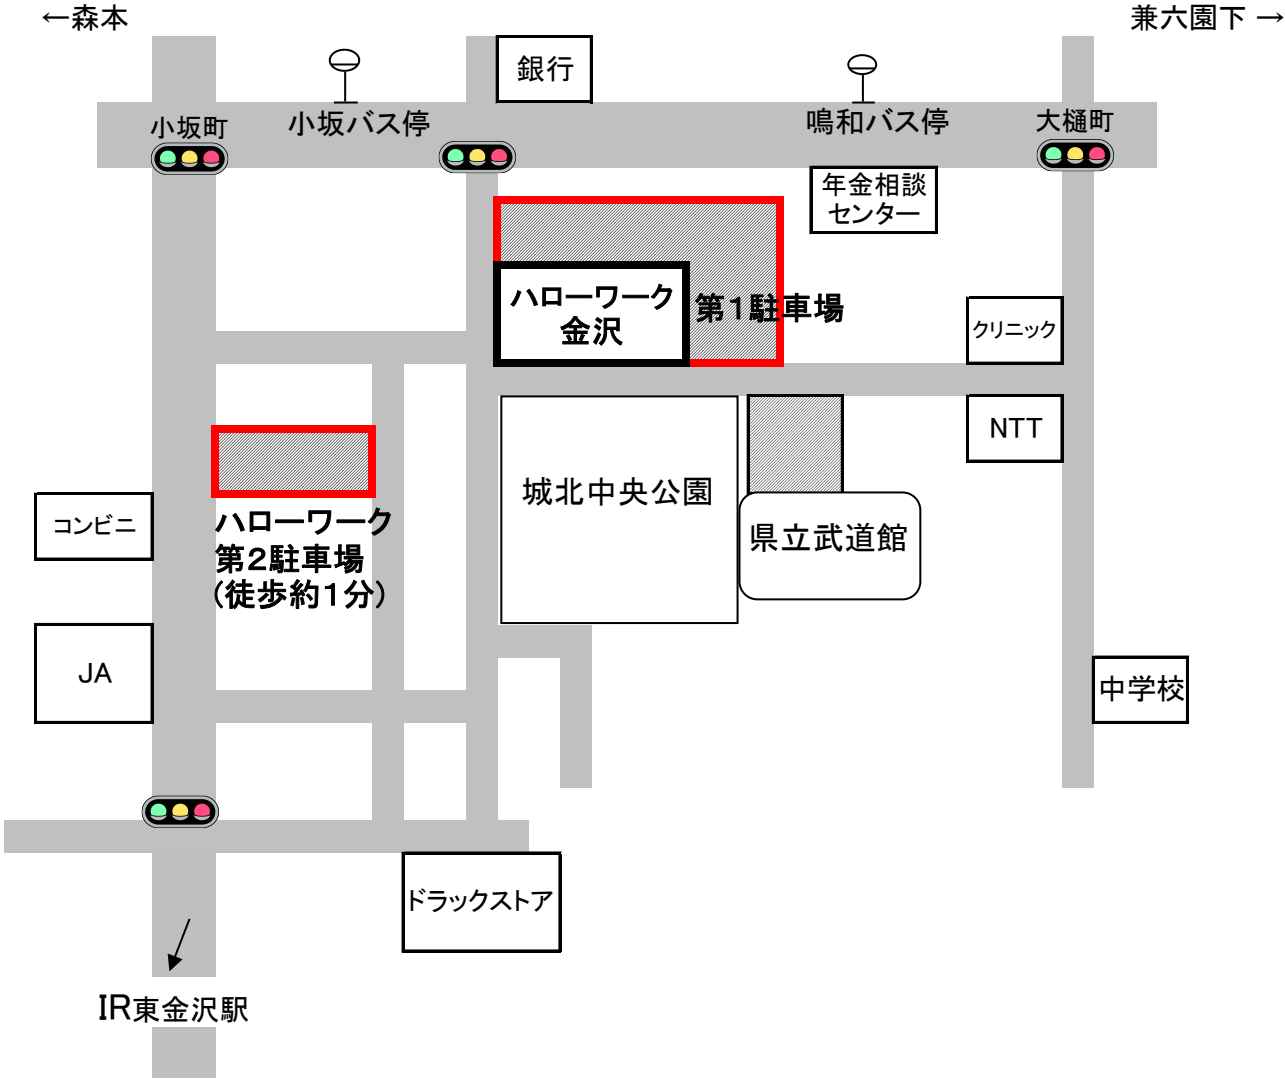 ←森本
兼六園下→
銀行
小坂町
小坂バス停
鳴和バス停
大樋町
年金相談
センター
ハローワーク
金沢
第1駐車場
クリニック
NTT
城北中央公園
県立武道館
コンビニ
ハローワーク
第2駐車場
(徒歩約1分)
JA
中学校
ドラックストア
IR東金沢駅